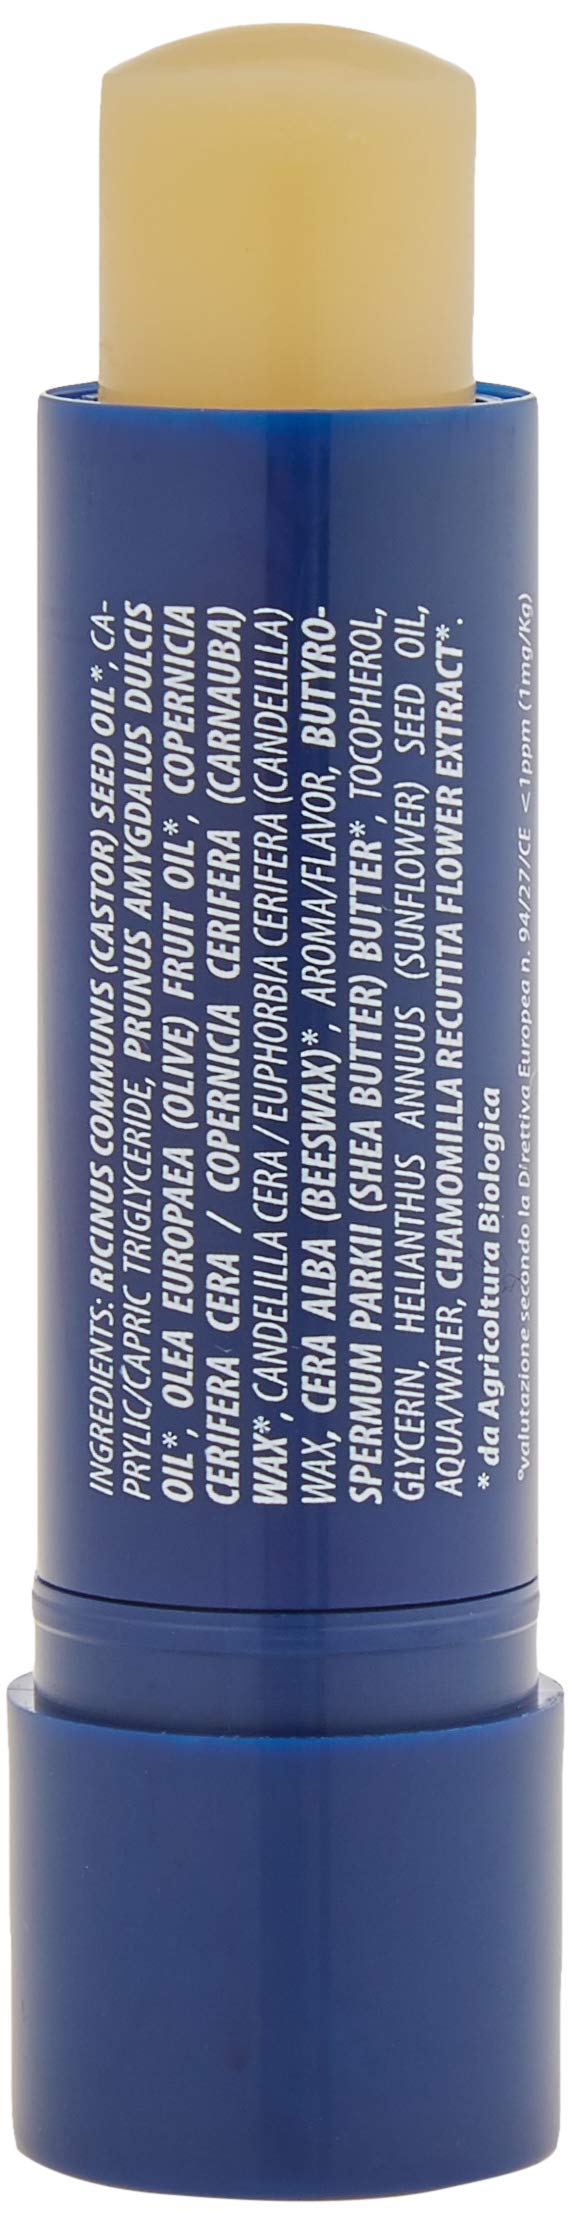 INGREDIENTS: RICINUS COMMUNIS (CASTOR) SEED OIL*, CA-
PRYLIC/CAPRIC TRIGLYCERIDE, PRUNUS AMYGDALUS DULCIS
OIL*, OLEA EUROPAEA (OLIVE) FRUIT OIL*, COPERNICIA
CERIFERA CERA / COPERNICIA CERIFERA (CARNAUBA)
WAX*, CANDELILLA CERA / EUPHORBIA CERIFERA (CANDELILLA)
WAX, CERA ALBA (BEESWAX)*, AROMA/FLAVOR, BUTYRO-
SPERMUM PARKII (SHEA BUTTER) BUTTER*, TOCOPHEROL,
GLYCERIN, HELIANTHUS ANNUUS (SUNFLOWER) SEED OIL,
AQUA/WATER, CHAMOMILLA RECUTITA FLOWER EXTRACT*.
* da Agricoltura Biologica
°valutazione secondo la Direttiva Europea n. 94/27/CE <1ppm (1mg/Kg)